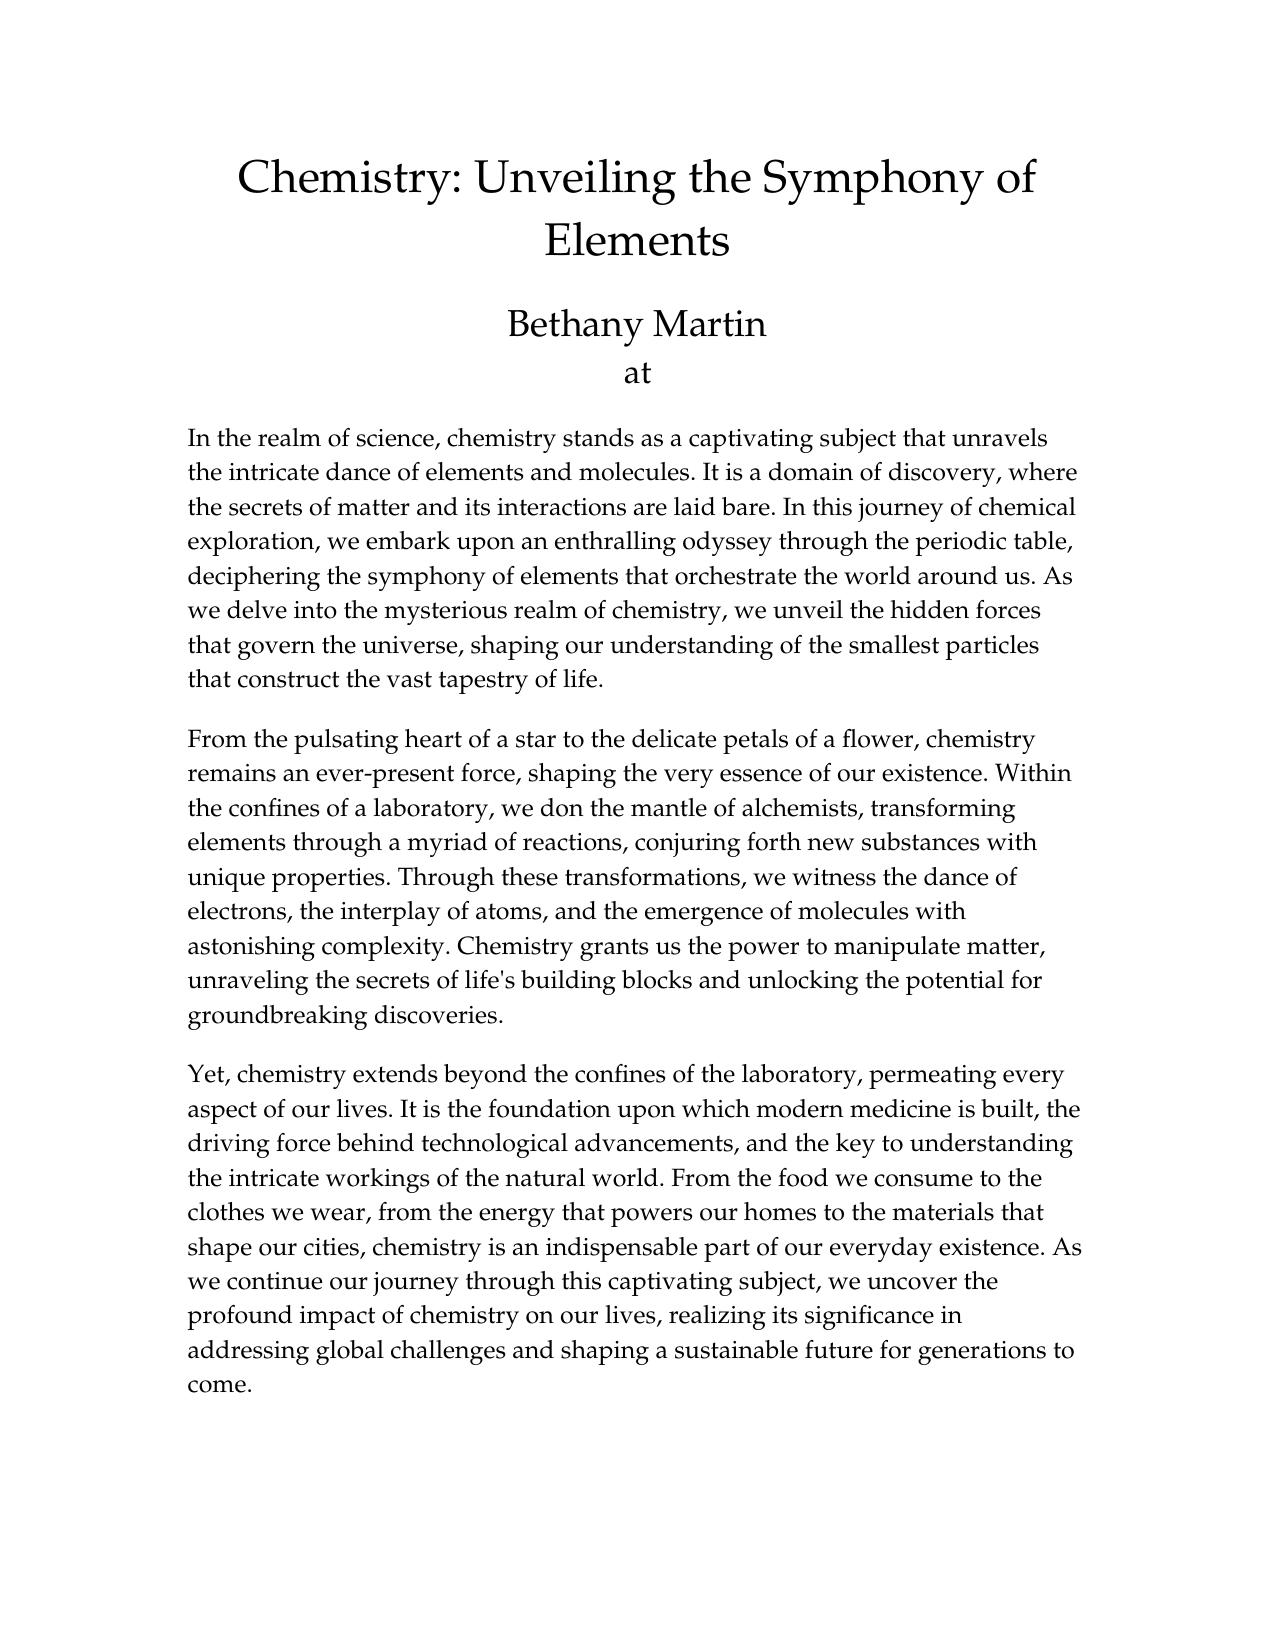 Chemistry: Unveiling the Symphony of
Elements
Bethany Martin
at
In the realm of science, chemistry stands as a captivating subject that unravels
the intricate dance of elements and molecules. It is a domain of discovery, where
the secrets of matter and its interactions are laid bare. In this journey of chemical
exploration, we embark upon an enthralling odyssey through the periodic table,
deciphering the symphony of elements that orchestrate the world around us. As
we delve into the mysterious realm of chemistry, we unveil the hidden forces
that govern the universe, shaping our understanding of the smallest particles
that construct the vast tapestry of life.
From the pulsating heart of a star to the delicate petals of a flower, chemistry
remains an ever-present force, shaping the very essence of our existence. Within
the confines of a laboratory, we don the mantle of alchemists, transforming
elements through a myriad of reactions, conjuring forth new substances with
unique properties. Through these transformations, we witness the dance of
electrons, the interplay of atoms, and the emergence of molecules with
astonishing complexity. Chemistry grants us the power to manipulate matter,
unraveling the secrets of life's building blocks and unlocking the potential for
groundbreaking discoveries.
Yet, chemistry extends beyond the confines of the laboratory, permeating every
aspect of our lives. It is the foundation upon which modern medicine is built, the
driving force behind technological advancements, and the key to understanding
the intricate workings of the natural world. From the food we consume to the
clothes we wear, from the energy that powers our homes to the materials that
shape our cities, chemistry is an indispensable part of our everyday existence. As
we continue our journey through this captivating subject, we uncover the
profound impact of chemistry on our lives, realizing its significance in
addressing global challenges and shaping a sustainable future for generations to
come.